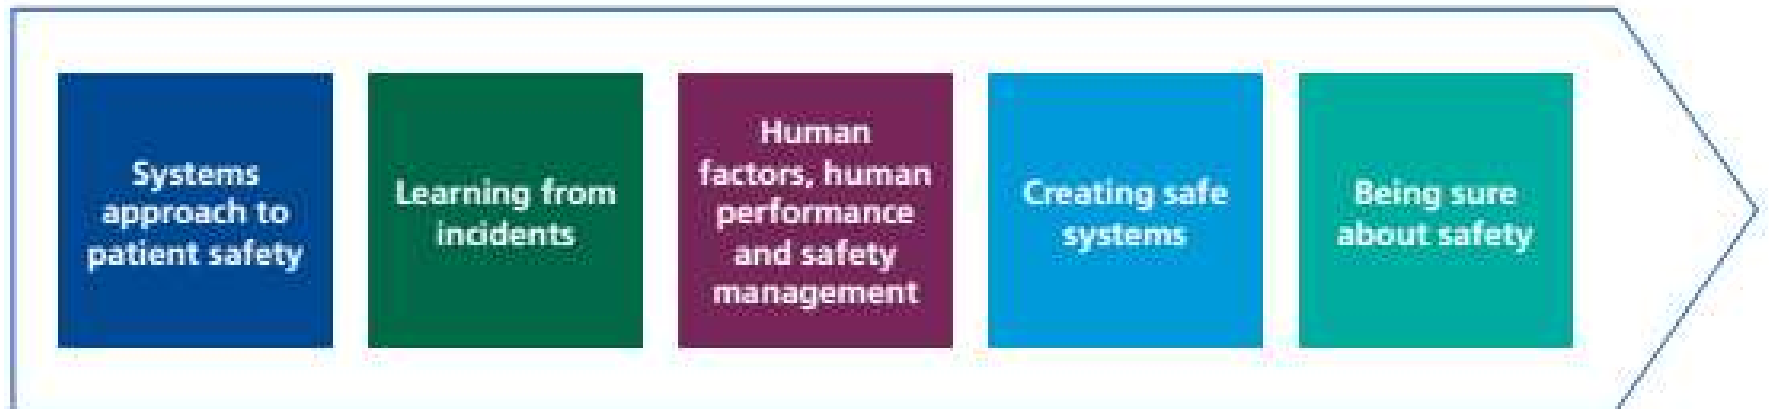 Systems
approach to
patient safety
Learning from
incidents
Human
factors, human
performance
and safety
management
Creating safe
systems
Being sure
about safety